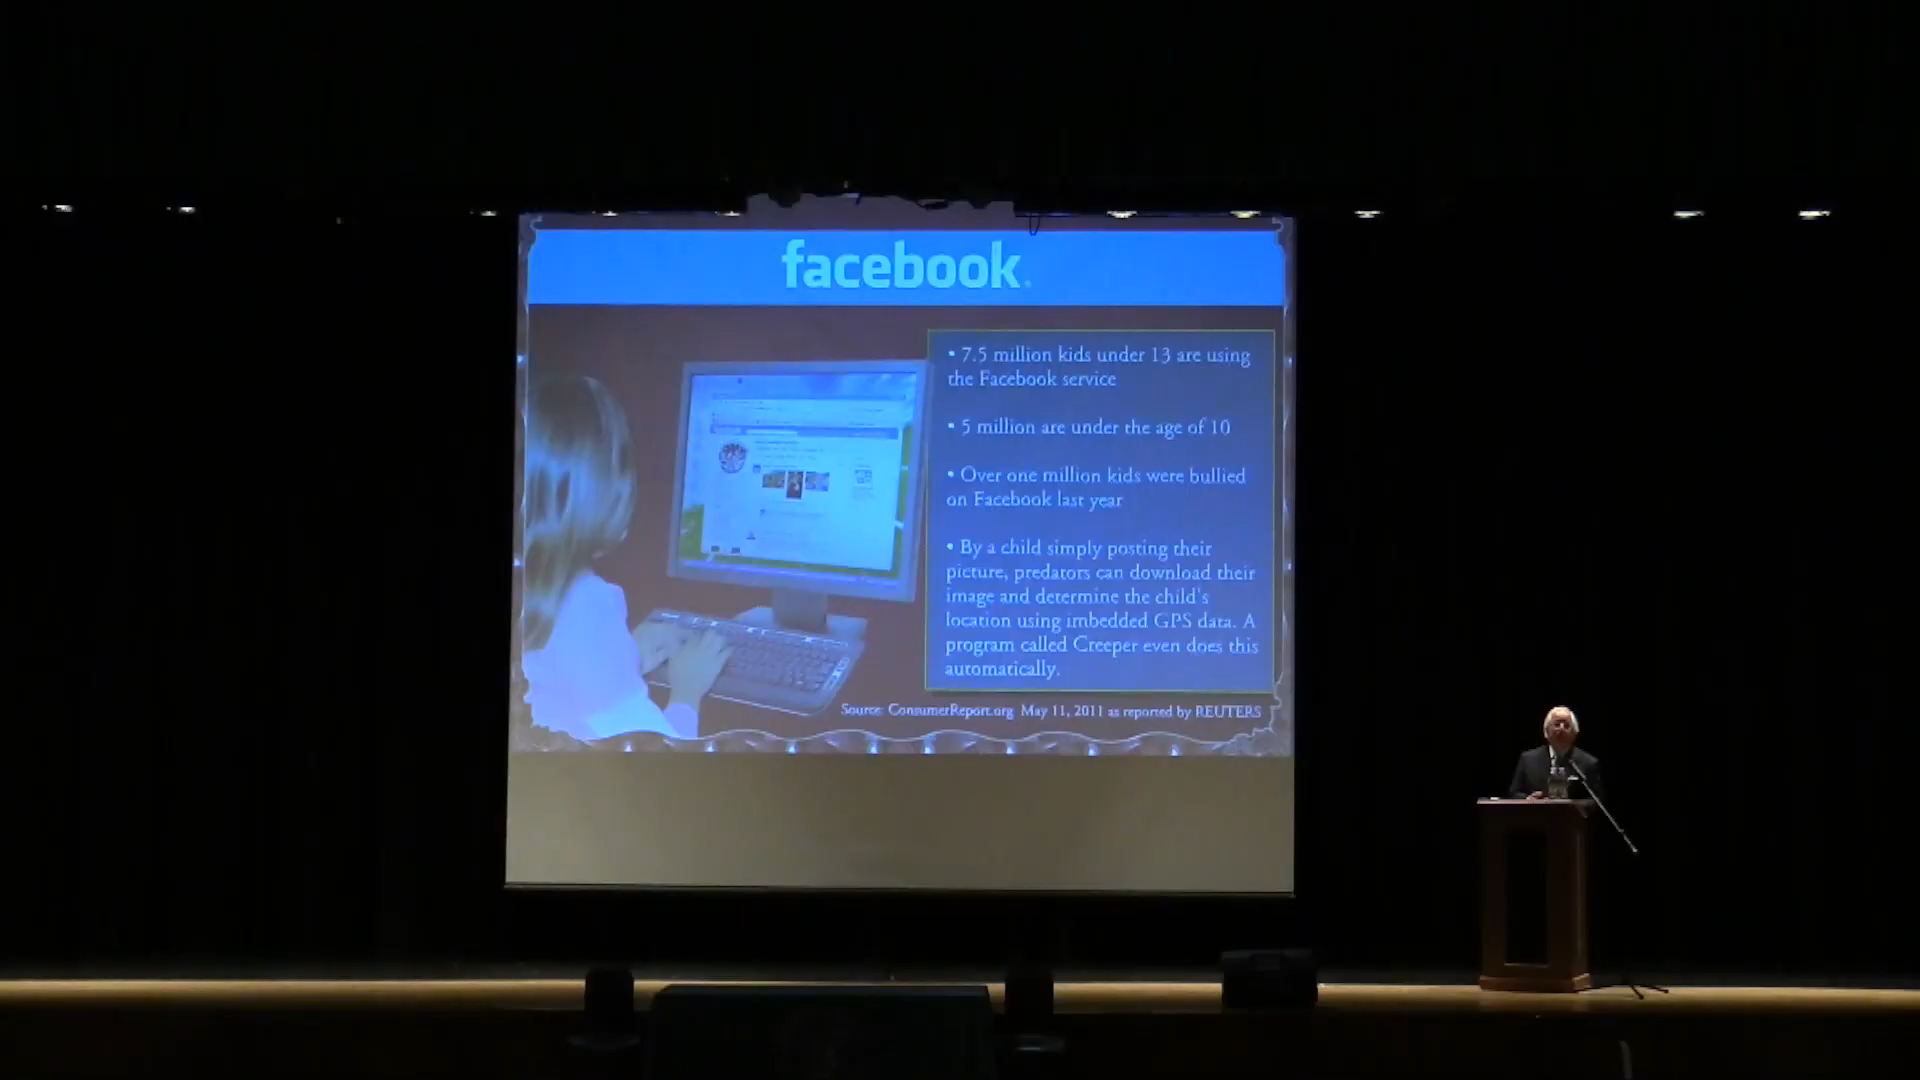 facebook.
• 7.5 million kids under 13 are using
the Facebook service
• 5 million are under the age of 10
• Over one million kids were bullied
on Facebook last year
• By a child simply posting their
picture, predators can download their
image and determine the child's
location using imbedded GPS data. A
program called Creeper even does this
automatically.
Source: ConsumerReport.org May 11, 2011 as reported by REUTERS